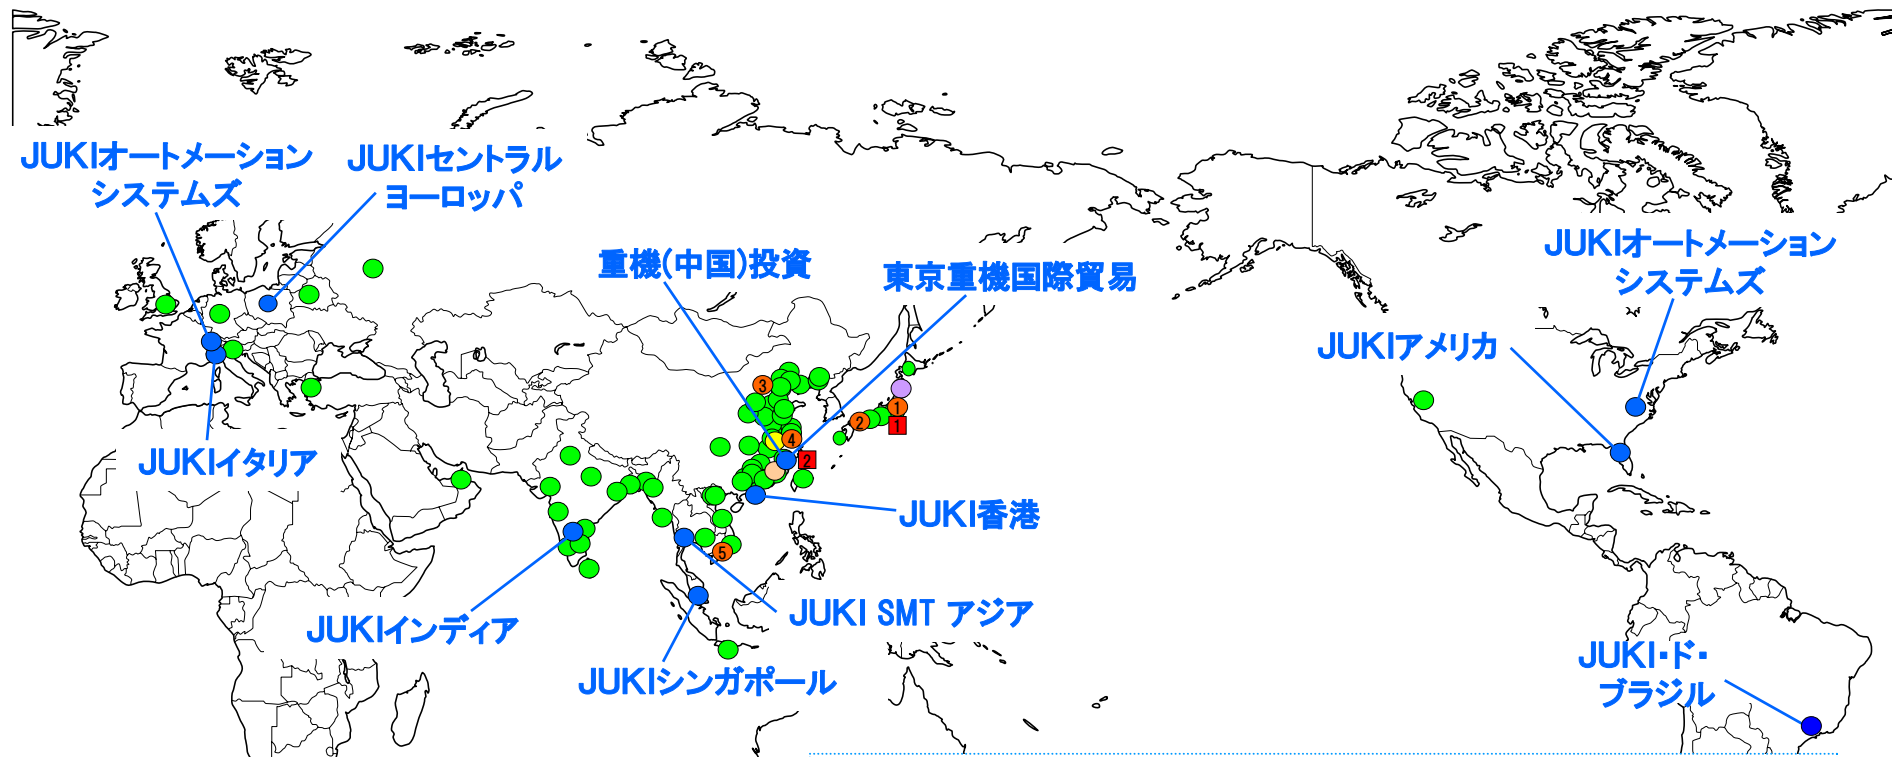 JUKIオートメーション
システムズ
JUKIセントラル
ヨーロッパ
重機(中国)投資
東京重機国際貿易
JUKIオートメーション
システムズ
JUKIアメリカ
3
1
2
1
4
2
JUKIイタリア
JUKI香港
5
JUKIインディア
JUKI SMT アジア
JUKIシンガポール
JUKI・ド・
ブラジル